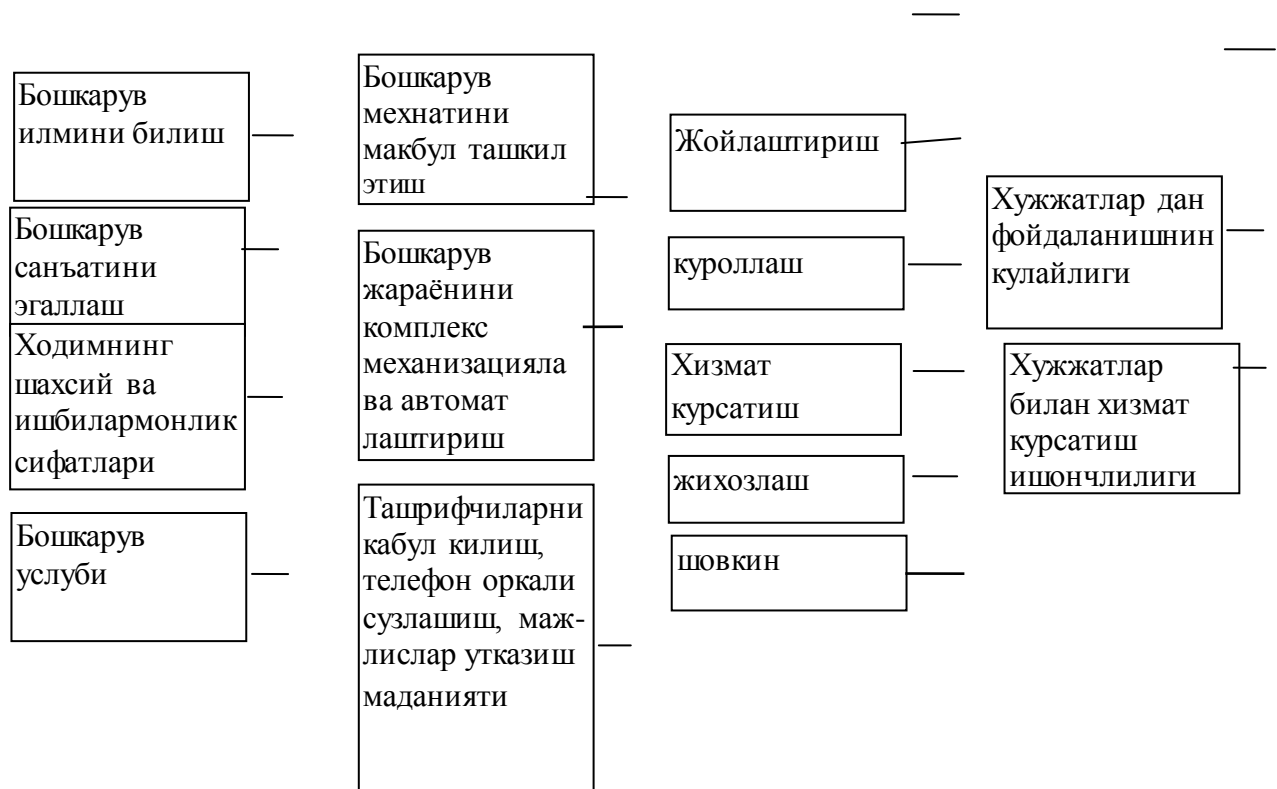 Бошкарув
илмини билиш
Бошкарув
санъатини
эгаллаш
Ходимнинг
шахсий ва
ишбилармонлик
сифатлари
Бошкарув
услуби
Бошкарув
мехнатини
макбул ташкил
этиш
Бошкарув
жараёнини
комплекс
механизацияла
ва автомат
лаштириш
Ташрифчиларни
кабул килиш,
телефон оркали
сузлашиш, маж-
лислар утказиш
маданияти
Жойлаштириш
куроллаш
Хизмат
курсатиш
жихозлаш
шовкин
Хужжатлар дан
фойдаланишнин
кулайлиги
Хужжатлар
билан хизмат
курсатиш
ишончлилиги